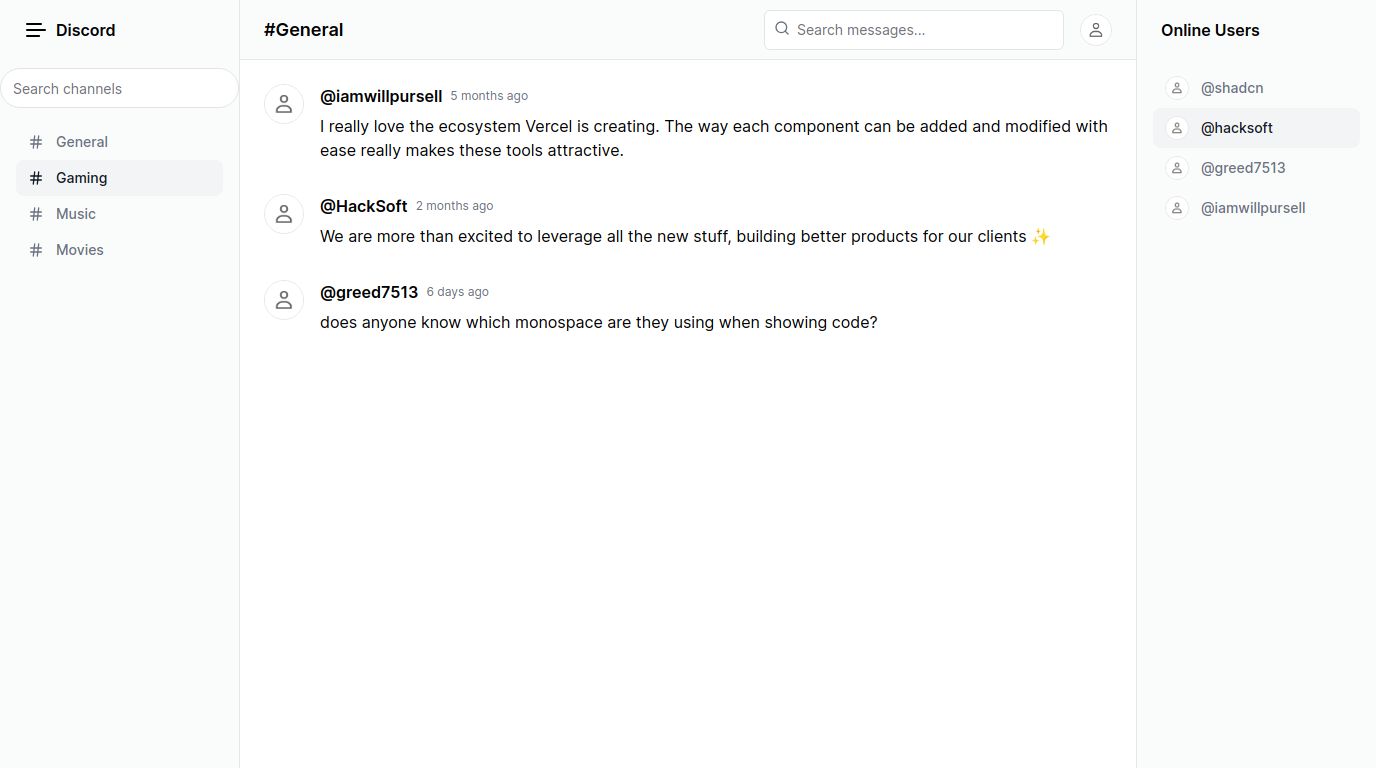 Discord
Search channels
General
Gaming
Music
Movies
#General
Search messages...
@iamwillpursell 5 months ago
I really love the ecosystem Vercel is creating. The way each component can be added and modified with
ease really makes these tools attractive.
@HackSoft 2 months ago
We are more than excited to leverage all the new stuff, building better products for our clients ✨
@greed7513 6 days ago
does anyone know which monospace are they using when showing code?
Online Users
@shadcn
@hacksoft
@greed7513
@iamwillpursell